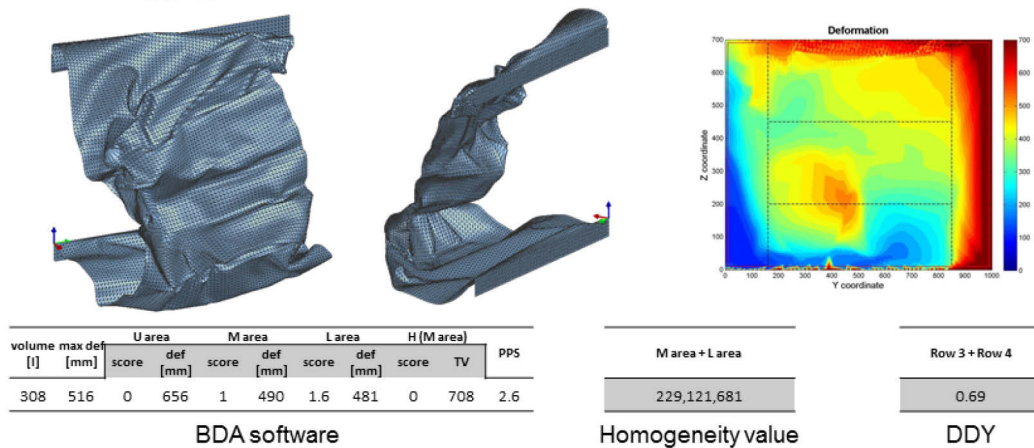 Deformation
700
600
500
400
300
200
100
0
Z coordinate
0 100 200 300 400 500 600 700 800 900 1000
Y coordinate
700
600
500
400
300
200
100
0
volume [l] max def [mm] U area M area L area H (M area) PPS
score def [mm] score def [mm] score def [mm] score TV
308 516 0 656 1 490 1.6 481 0 708 2.6
BDA software
M area + L area
229,121,681
Homogeneity value
Row 3 + Row 4
0.69
DDY